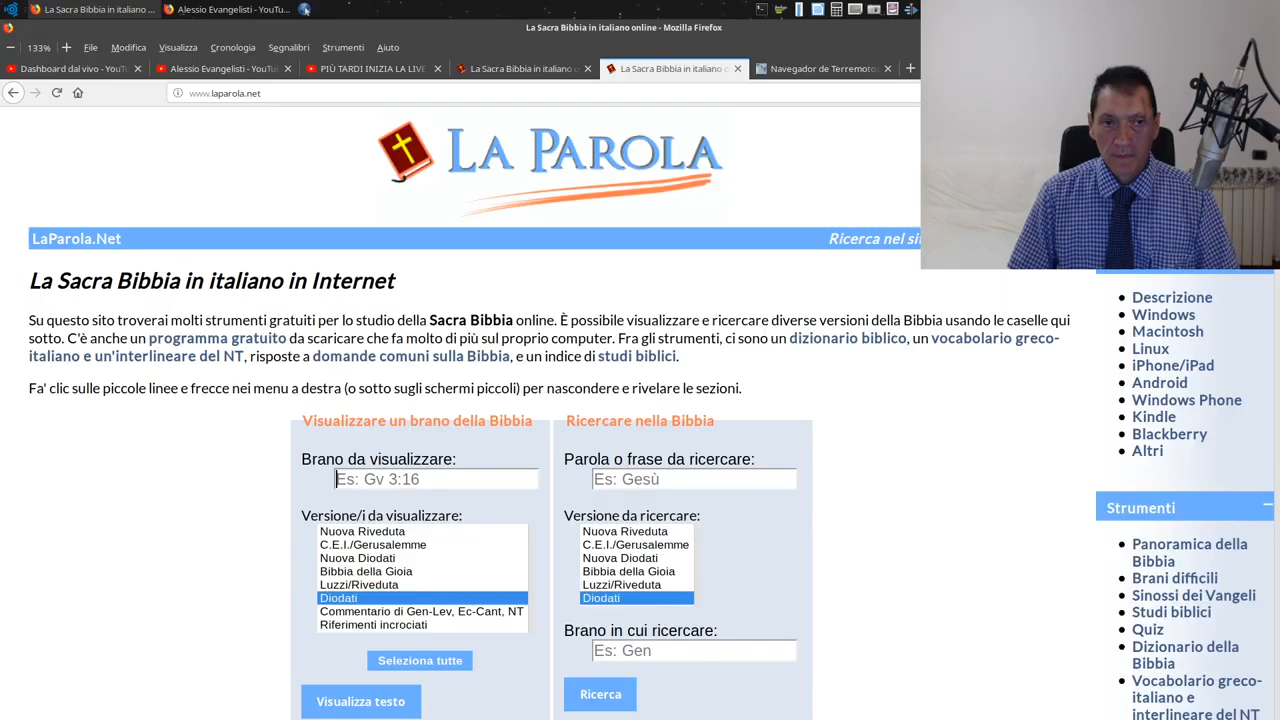 La Sacra Bibbia in italiano ...
Alessio Evangelisti - YouTu...
La Sacra Bibbia in italiano online - Mozilla Firefox
133%
File
Modifica
Visualizza
Cronologia
Segnalibri
Strumenti
Aiuto
Dashboard dal vivo - YouT
Alessio Evangelisti - YouTu
PIÙ TARDI INIZIA LA LIVE
La Sacra Bibbia in italiano o
La Sacra Bibbia in italiano o
Navegador de Terremotos
www.laparola.net
LA PAROLA
LaParola.Net
Ricerca nel sit
La Sacra Bibbia in italiano in Internet
Su questo sito troverai molti strumenti gratuiti per lo studio della Sacra Bibbia online. È possibile visualizzare e ricercare diverse versioni della Bibbia usando le caselle qui
sotto. C'è anche un programma gratuito da scaricare che fa molto di più sul proprio computer. Fra gli strumenti, ci sono un dizionario biblico, un vocabolario greco-
italiano e un'interlineare del NT, risposte a domande comuni sulla Bibbia, e un indice di studi biblici.
Fa' clic sulle piccole linee e frecce nei menu a destra (o sotto sugli schermi piccoli) per nascondere e rivelare le sezioni.
Visualizzare un brano della Bibbia
Brano da visualizzare:
Es: Gv 3:16
Versione/i da visualizzare:
Nuova Riveduta
C.E.I./Gerusalemme
Nuova Diodati
Bibbia della Gioia
Luzzi/Riveduta
Diodati
Commentario di Gen-Lev, Ec-Cant, NT
Riferimenti incrociati
Seleziona tutte
Visualizza testo
Ricercare nella Bibbia
Parola o frase da ricercare:
Es: Gesù
Versione da ricercare:
Nuova Riveduta
C.E.I./Gerusalemme
Nuova Diodati
Bibbia della Gioia
Luzzi/Riveduta
Diodati
Brano in cui ricercare:
Es: Gen
Ricerca
Descrizione
Windows
Macintosh
Linux
iPhone/iPad
Android
Windows Phone
Kindle
Blackberry
Altri
Strumenti
Panoramica della
Bibbia
Brani difficili
Sinossi dei Vangeli
Studi biblici
Quiz
Dizionario della
Bibbia
Vocabolario greco-
italiano e
interlineare del NT